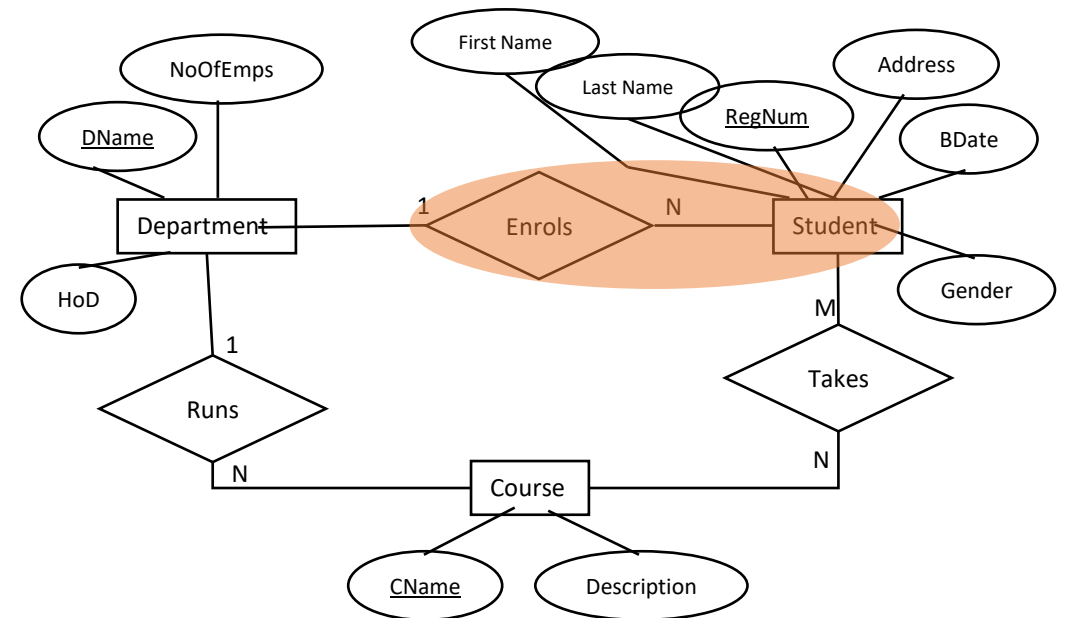 First Name
NoOfEmps
Address
Last Name
RegNum
DName
BDate
1
N
Department
Enrols
Student
HoD
Gender
M
1
Takes
Runs
N
N
Course
CName
Description